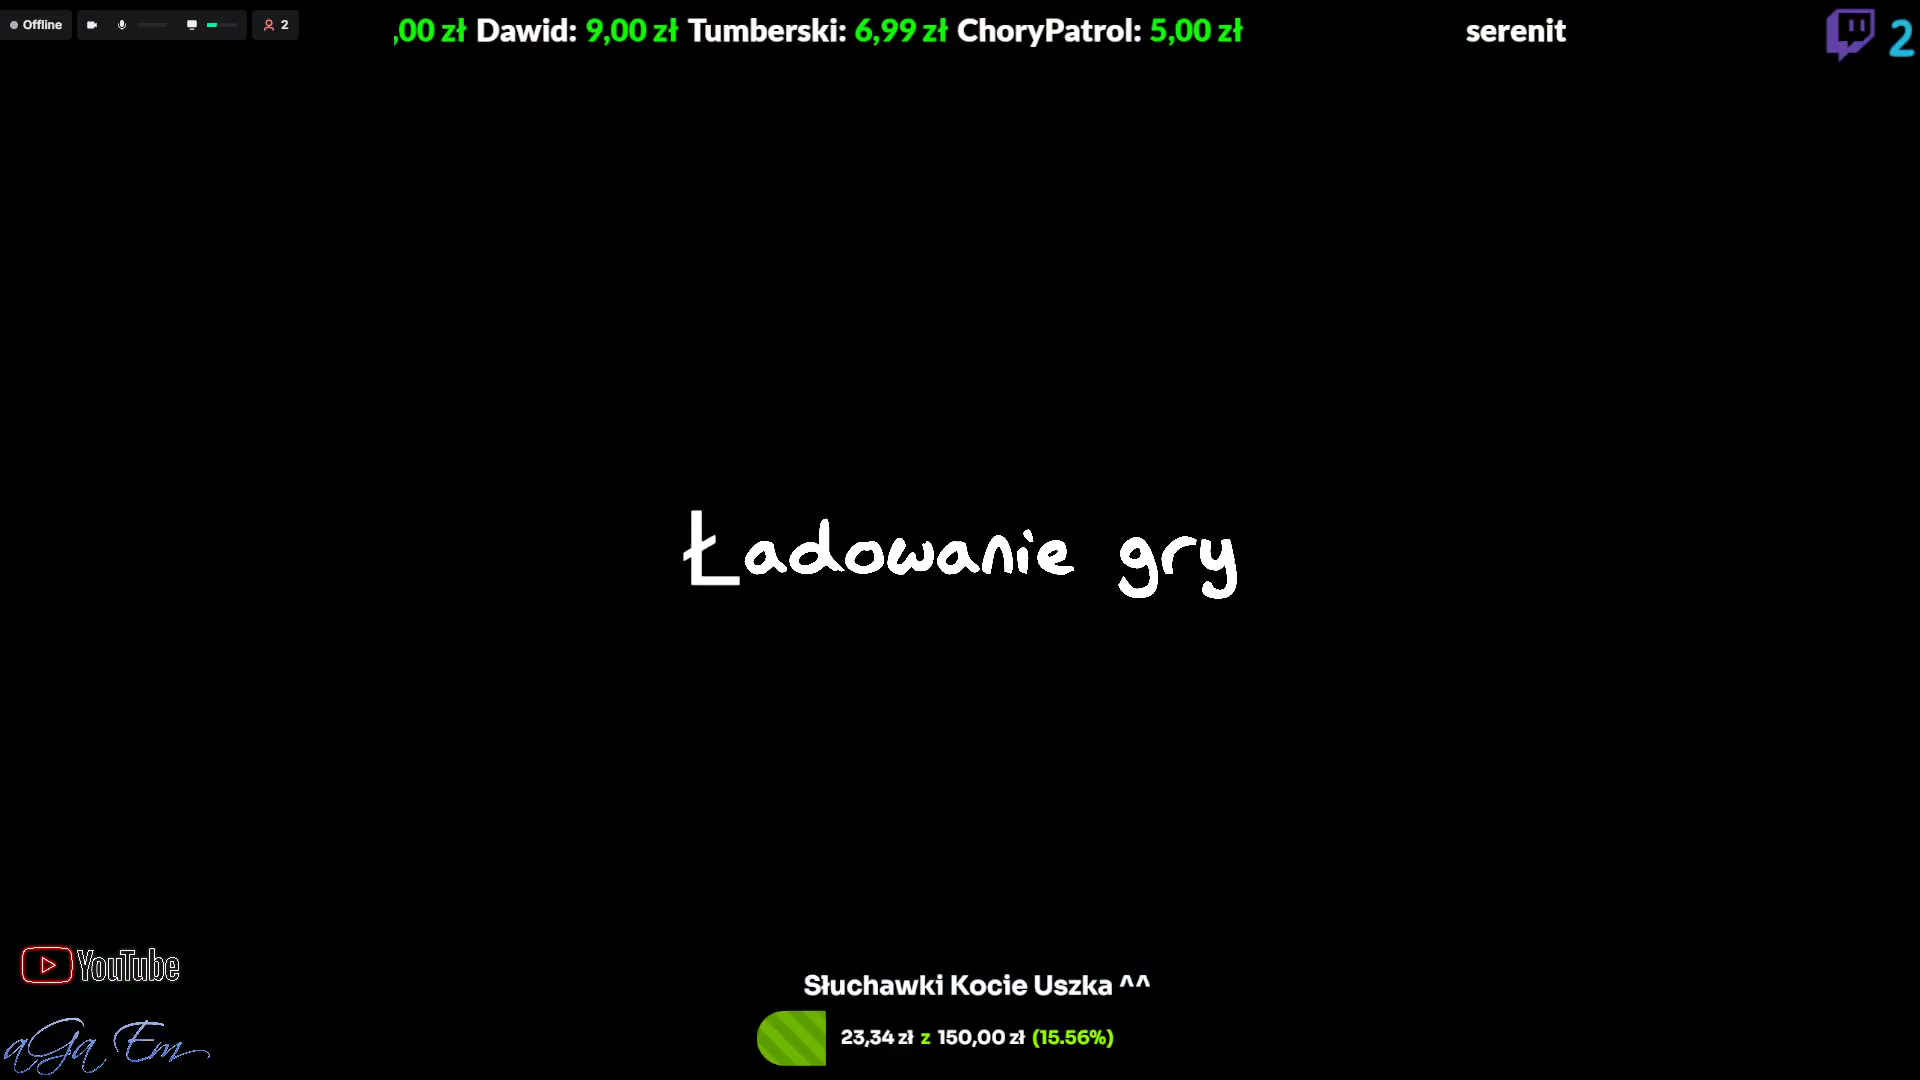 Offline
2
,00 zł Dawid: 9,00 zł Tumberski: 6,99 zł ChoryPatrol: 5,00 zł
serenit
2
Ładowanie gry
YouTube
Słuchawki Kocie Uszka ^^
23,34 zł z 150,00 zł (15.56%)
aGa Em